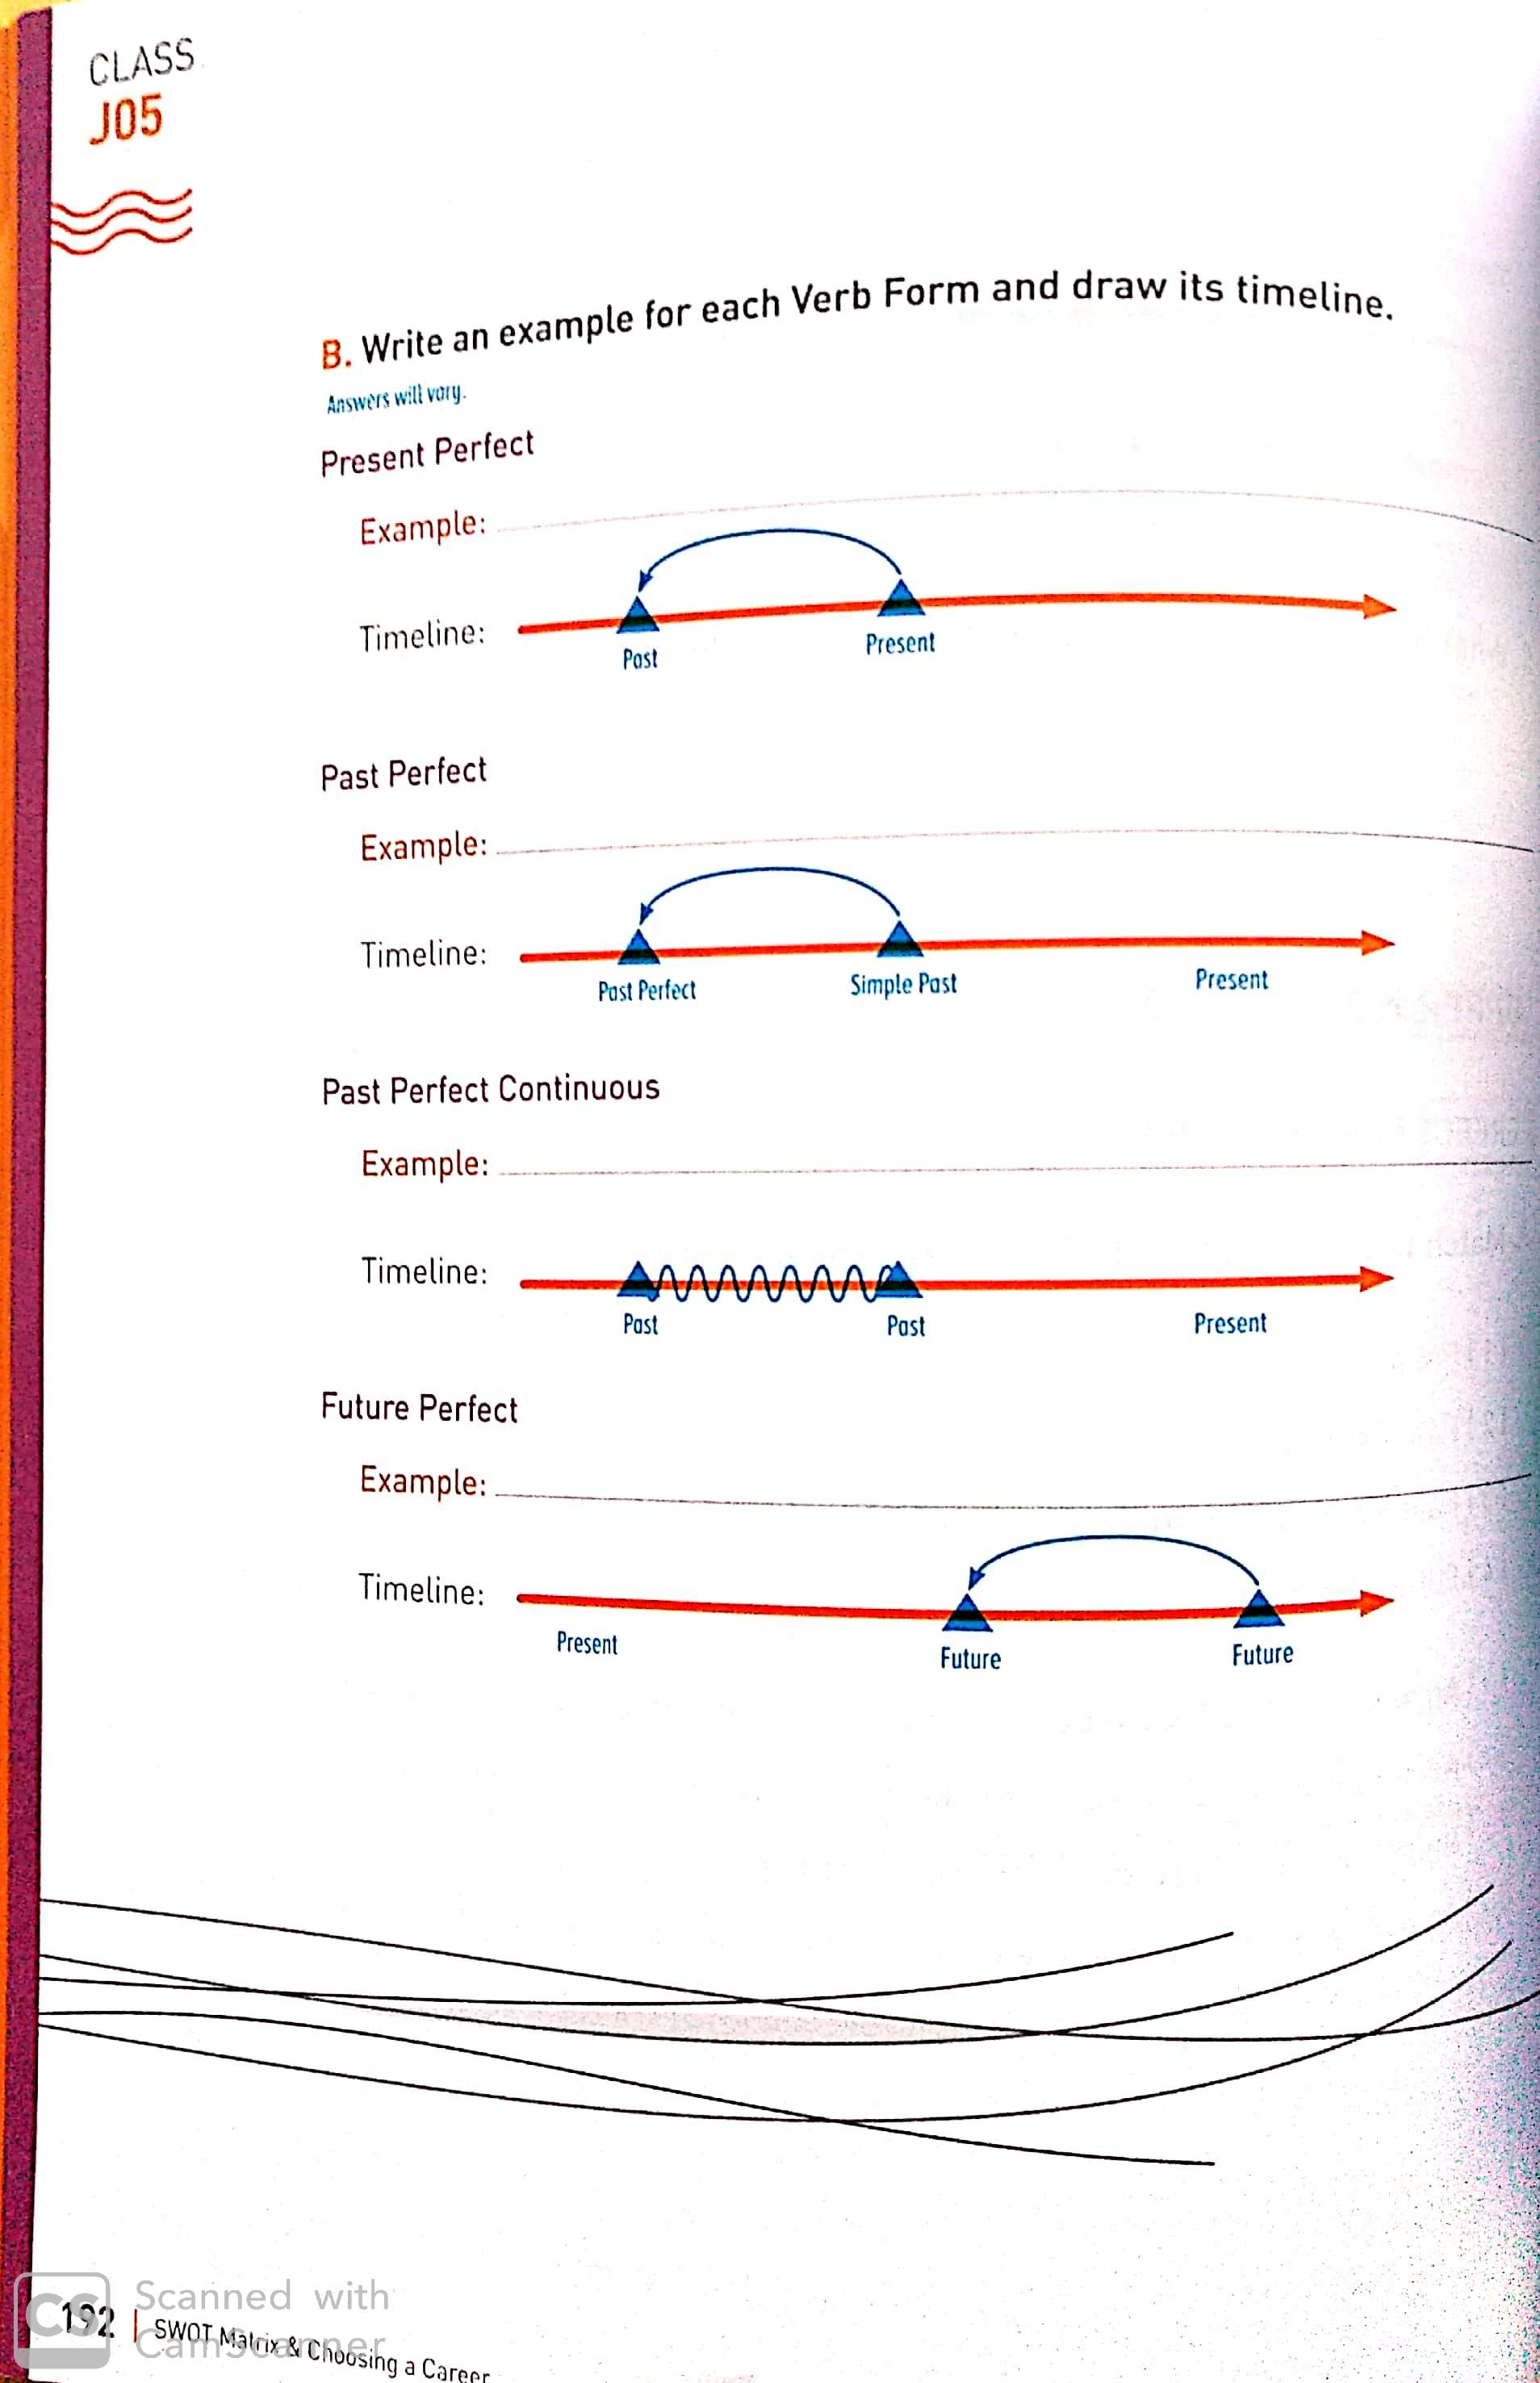 CLASS
J05
B. Write an example for each Verb Form and draw its timeline.
Answers will vary.
Present Perfect
Example:
Timeline:
Past
Present
Past Perfect
Example:
Timeline:
Past Perfect
Simple Past
Present
Past Perfect Continuous
Example:
Timeline:
Past
Past
Present
Future Perfect
Example:
Timeline:
Present
Future
Future
192 | SWOT Matrix & Choosing a Career
CS
Scanned with
CamScanner